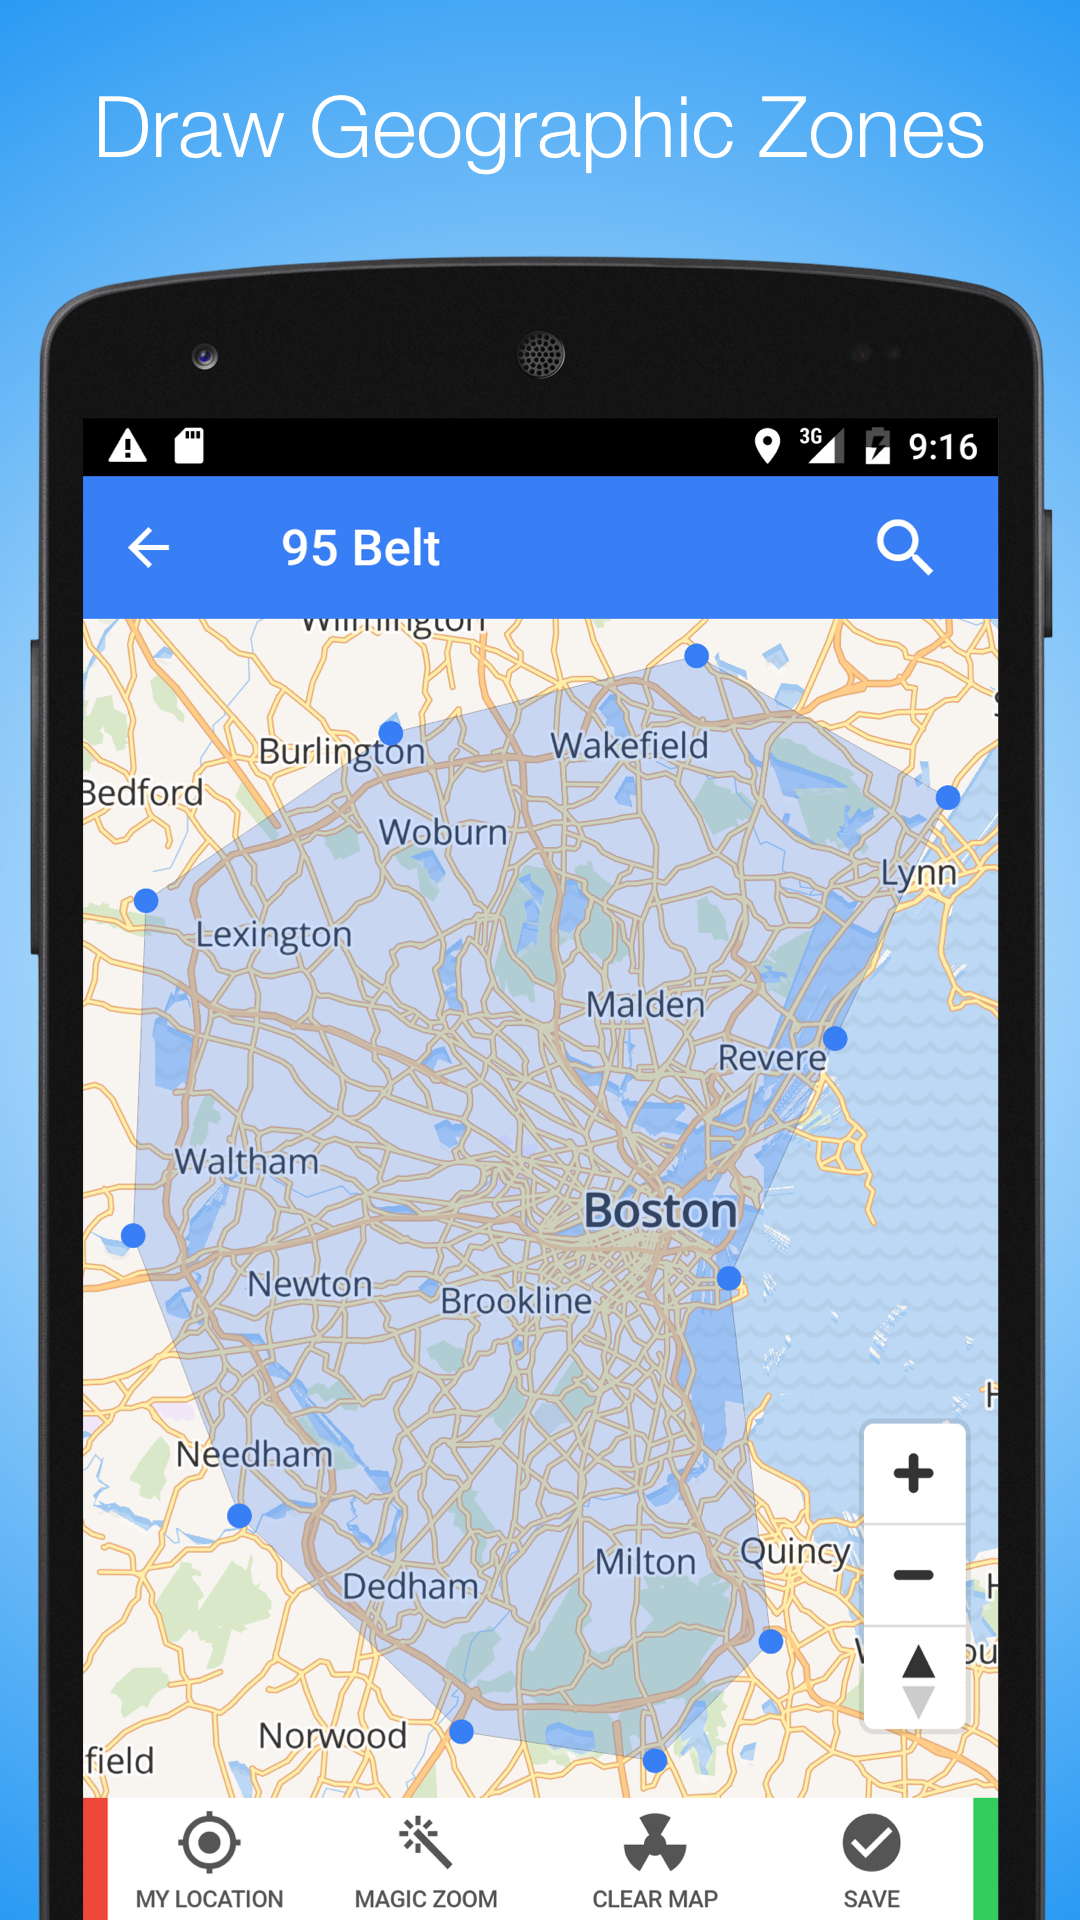 Draw Geographic Zones
3G 9:16
95 Belt
Wilmington
Burlington
Wakefield
Bedford
Woburn
Lynn
Lexington
Malden
Revere
Waltham
Boston
Newton
Brookline
Needham
Quincy
Milton
Dedham
Norwood
field
MY LOCATION MAGIC ZOOM CLEAR MAP SAVE